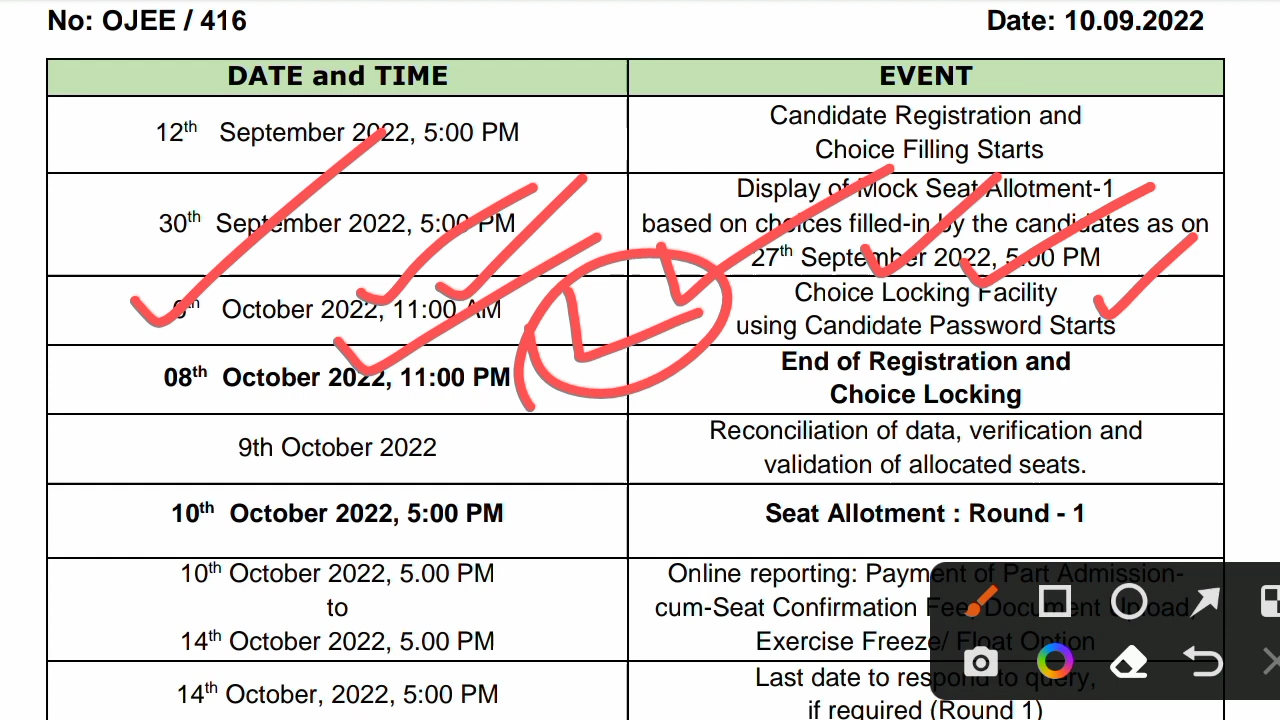 No: OJEE / 416 Date: 10.09.2022
DATE and TIME EVENT
12th September 2022, 5:00 PM
Candidate Registration and
Choice Filling Starts
30th September 2022, 5:00 PM
Display of Mock Seat Allotment-1
based on choices filled-in by the candidates as on
27th September 2022, 5:00 PM
October 2022, 11:00 AM
Choice Locking Facility
using Candidate Password Starts
08th October 2022, 11:00 PM
End of Registration and
Choice Locking
9th October 2022
Reconciliation of data, verification and
validation of allocated seats.
10th October 2022, 5:00 PM
Seat Allotment : Round - 1
10th October 2022, 5.00 PM
to
14th October 2022, 5.00 PM
Online reporting: Payment of Part Admission-
cum-Seat Confirmation Fee, Document Upload,
Exercise Freeze/ Float Option
14th October, 2022, 5:00 PM
Last date to respond to query,
if required (Round 1)